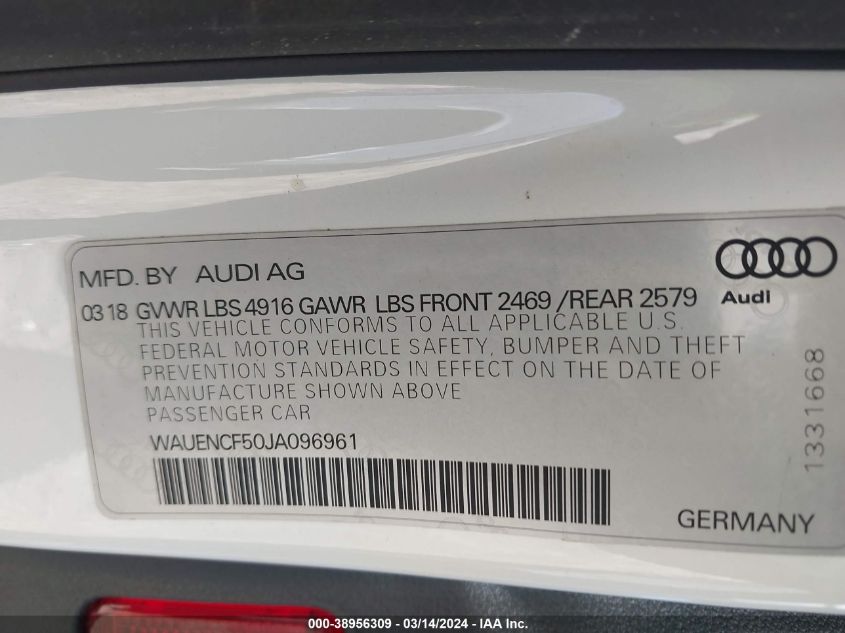 MFD. BY AUDI AG
Audi
03 18 GVWR LBS 4916 GAWR LBS FRONT 2469 /REAR 2579
THIS VEHICLE CONFORMS TO ALL APPLICABLE U.S.
FEDERAL MOTOR VEHICLE SAFETY, BUMPER AND THEFT
PREVENTION STANDARDS IN EFFECT ON THE DATE OF
MANUFACTURE SHOWN ABOVE
PASSENGER CAR
WAUENCF50JA096961
1331668
GERMANY
000-38956309 - 03/14/2024 - IAA Inc.